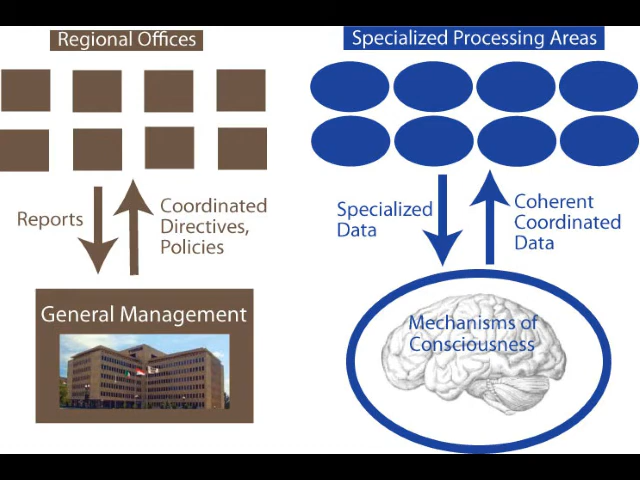 Regional Offices
Reports
Coordinated
Directives,
Policies
General Management
Specialized Processing Areas
Specialized
Data
Coherent
Coordinated
Data
Mechanisms of
Consciousness